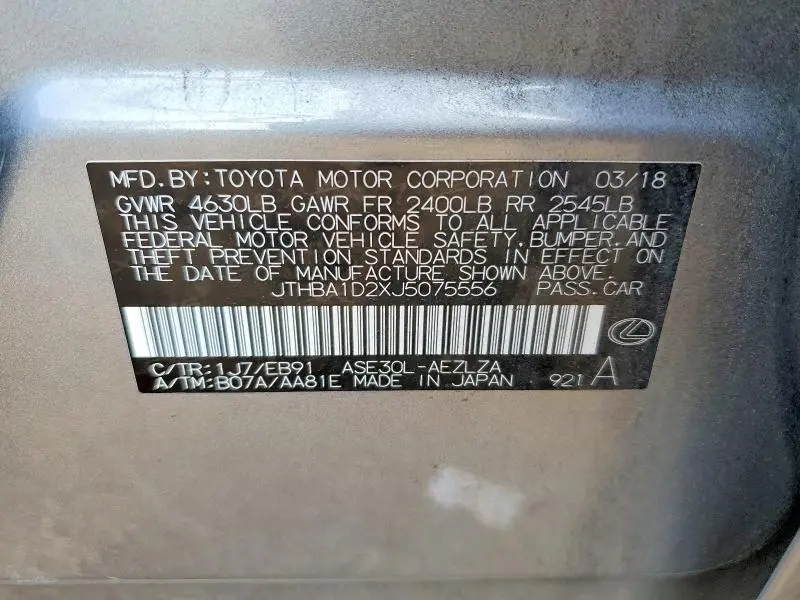 MFD.BY:TOYOTA MOTOR CORPORATION 03/18
GVWR 4630LB GAWR FR 2400LB RR 2545LB
THIS VEHICLE CONFORMS TO ALL APPLICABLE
FEDERAL MOTOR VEHICLE SAFETY,BUMPER,AND
THEFT PREVENTION STANDARDS IN EFFECT ON
THE DATE OF MANUFACTURE SHOWN ABOVE.
JTHBA1D2XJ5075556 PASS.CAR
C/TR:1J7/EB91 ASE30L-AEZLZA
A/TM:B07A/AA81E MADE IN JAPAN 921 A